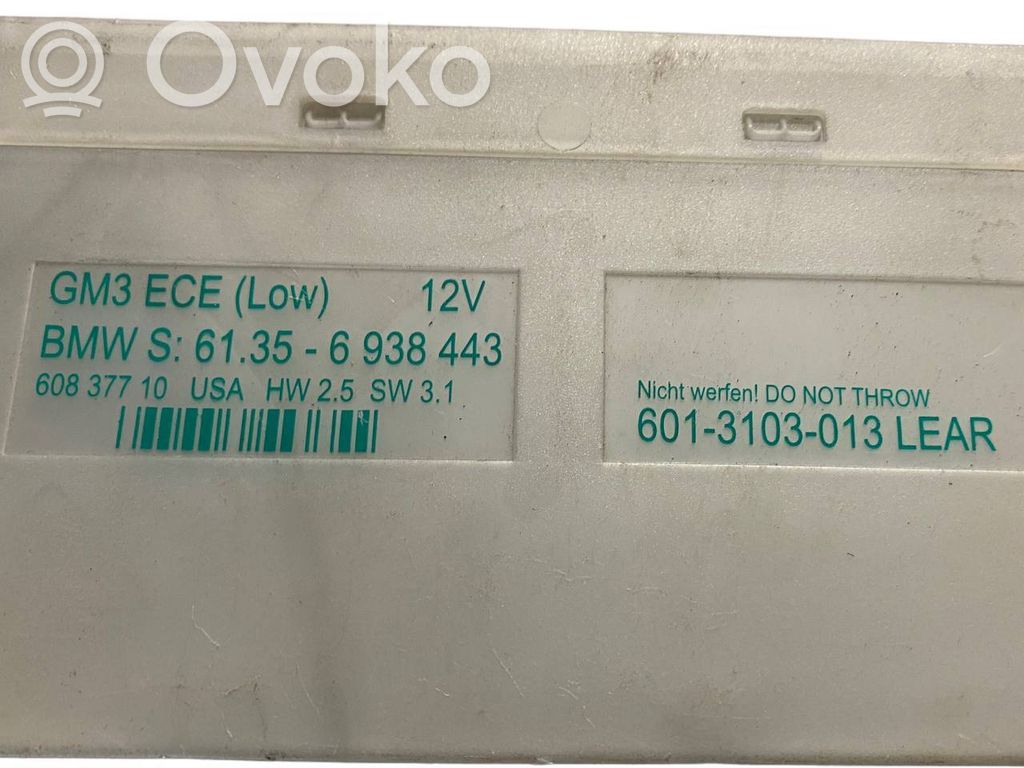 Ovoko
GM3 ECE (Low) 12V
BMW S: 61.35 - 6 938 443
608 377 10 USA HW 2.5 SW 3.1
Nicht werfen! DO NOT THROW
601-3103-013 LEAR